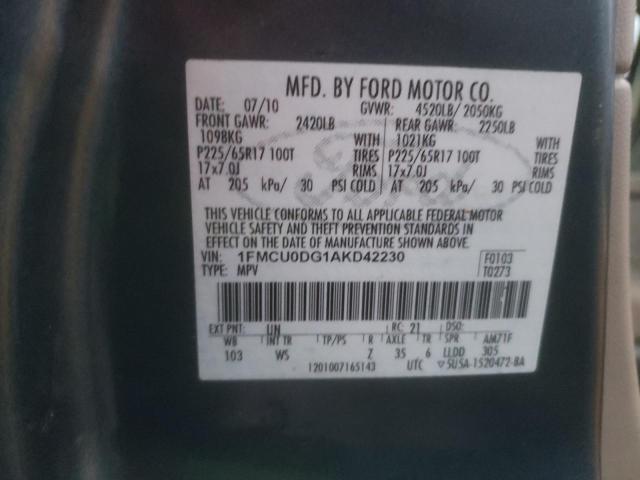 MFD. BY FORD MOTOR CO.
DATE: 07/10 GVWR: 4520LB/ 2050KG
FRONT GAWR: 2420LB REAR GAWR: 2250LB
1098KG WITH 1021KG WITH
P225/65R17 100T TIRES P225/65R17 100T TIRES
17x7.0J RIMS 17x7.0J RIMS
AT 205 kPa/ 30 PSI COLD AT 205 kPa/ 30 PSI COLD
THIS VEHICLE CONFORMS TO ALL APPLICABLE FEDERAL MOTOR
VEHICLE SAFETY AND THEFT PREVENTION STANDARDS IN
EFFECT ON THE DATE OF MANUFACTURE SHOWN ABOVE.
VIN: 1FMCU0DG1AKD42230 F0103
TYPE: MPV T0273
EXT PNT: UN RC: 21 DSO:
WB INT TR TP/PS R AXLE TR SPR AM71F
103 WS Z 35 6 LLDD 305
1201007165143 UTC ▽5U5A-1520472-BA
Ford